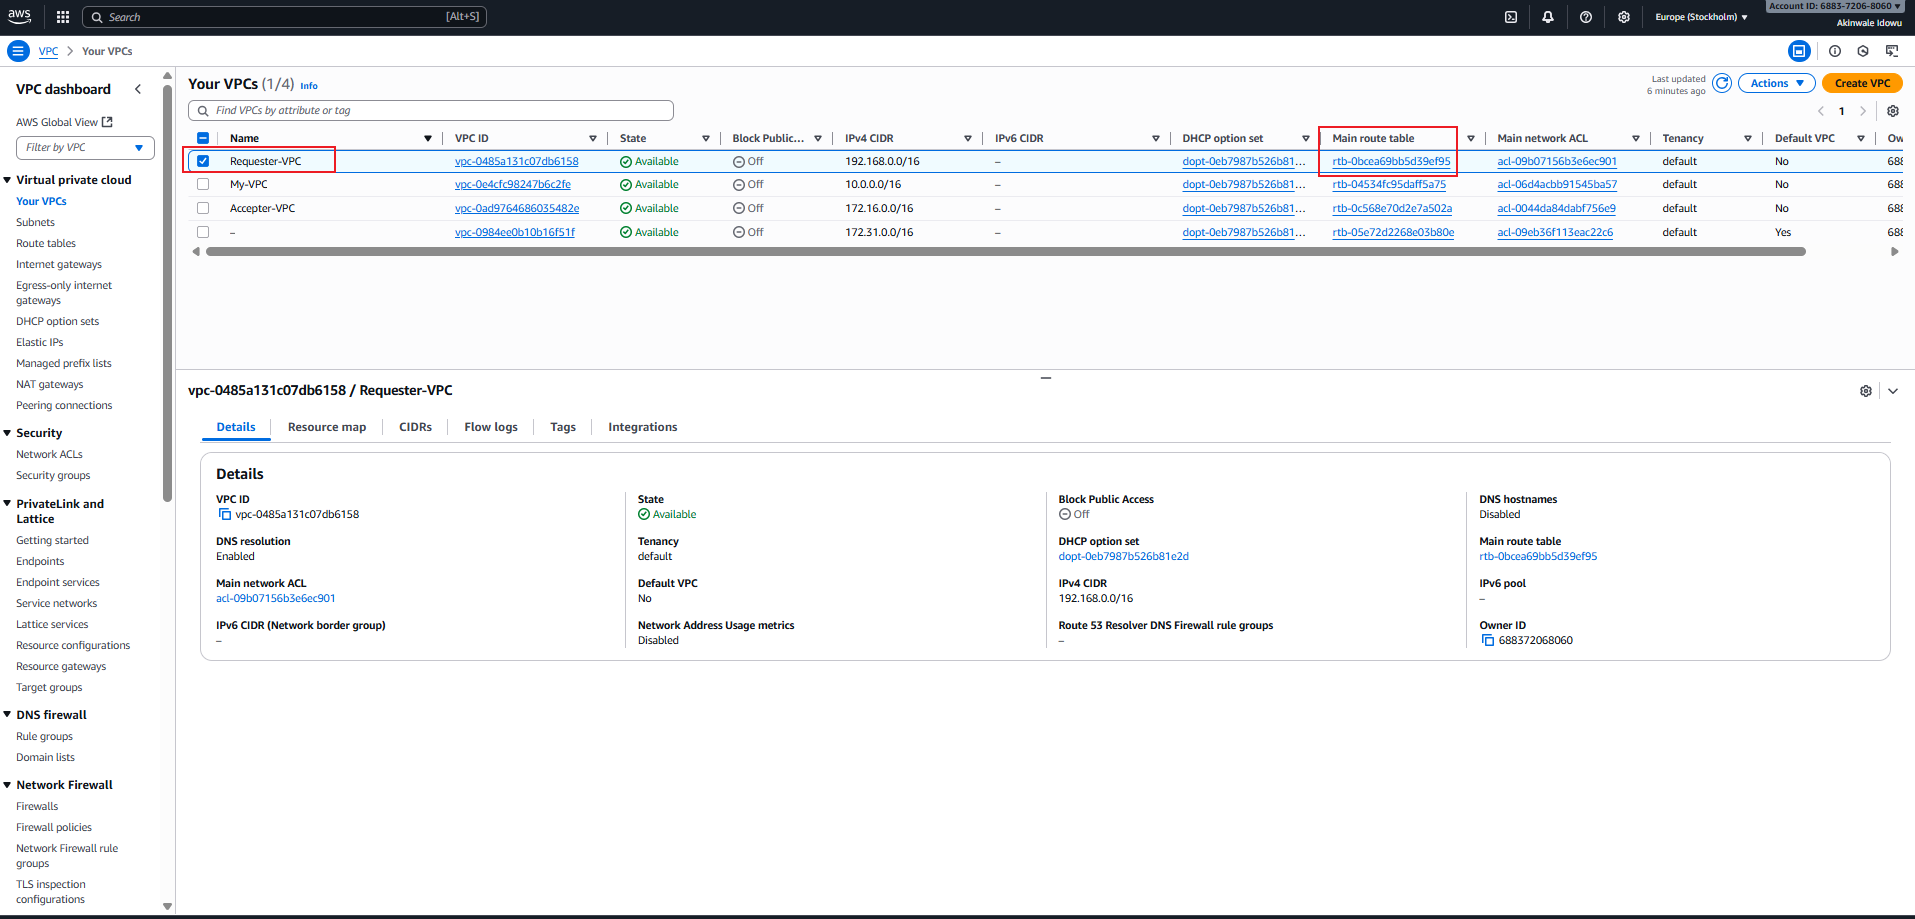 aws
Search [Alt+S]
Europe (Stockholm) ▼
Account ID: 6883-7206-8060 ▼
Akinwale Idowu
VPC > Your VPCs
VPC dashboard
AWS Global View
Filter by VPC
Virtual private cloud
Your VPCs
Subnets
Route tables
Internet gateways
Egress-only internet
gateways
DHCP option sets
Elastic IPs
Managed prefix lists
NAT gateways
Peering connections
Security
Network ACLs
Security groups
PrivateLink and
Lattice
Getting started
Endpoints
Endpoint services
Service networks
Lattice services
Resource configurations
Resource gateways
Target groups
DNS firewall
Rule groups
Domain lists
Network Firewall
Firewalls
Firewall policies
Network Firewall rule
groups
TLS inspection
configurations
Your VPCs (1/4) Info
Last updated
6 minutes ago
Actions
Create VPC
Find VPCs by attribute or tag
1
Name VPC ID State Block Public... IPv4 CIDR IPv6 CIDR DHCP option set Main route table Main network ACL Tenancy Default VPC Ow
Requester-VPC vpc-0485a131c07db6158 Available Off 192.168.0.0/16 – dopt-0eb7987b526b81... rtb-0bcea69bb5d39ef95 acl-09b07156b3e6ec901 default No 688
My-VPC vpc-0e4cfc98247b6c2fe Available Off 10.0.0.0/16 – dopt-0eb7987b526b81... rtb-04534fc95daff5a75 acl-06d4acbb91545ba57 default No 688
Accepter-VPC vpc-0ad9764686035482e Available Off 172.16.0.0/16 – dopt-0eb7987b526b81... rtb-0c568e70d2e7a502a acl-0044da84dabf756e9 default No 688
– vpc-0984ee0b10b16f51f Available Off 172.31.0.0/16 – dopt-0eb7987b526b81... rtb-05e72d2268e03b80e acl-09eb36f113eac22c6 default Yes 688
vpc-0485a131c07db6158 / Requester-VPC
Details Resource map CIDRs Flow logs Tags Integrations
Details
VPC ID
vpc-0485a131c07db6158
State
Available
Block Public Access
Off
DNS hostnames
Disabled
DNS resolution
Enabled
Tenancy
default
DHCP option set
dopt-0eb7987b526b81e2d
Main route table
rtb-0bcea69bb5d39ef95
Main network ACL
acl-09b07156b3e6ec901
Default VPC
No
IPv4 CIDR
192.168.0.0/16
IPv6 pool
–
IPv6 CIDR (Network border group)
–
Network Address Usage metrics
Disabled
Route 53 Resolver DNS Firewall rule groups
–
Owner ID
688372068060